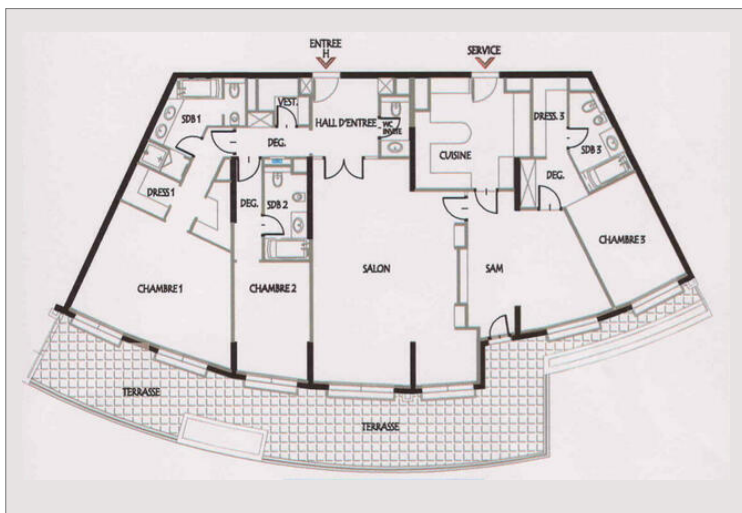 ENTREE
H
SERVICE
VEST.
HALL D'ENTREE
SDB 1
WC
INVITE
DRESS. 3
DEG.
CUISINE
SDB 3
DEG.
DRESS 1
DEG.
SDB 2
CHAMBRE 3
SALON
SAM
CHAMBRE 1
CHAMBRE 2
TERRASSE
TERRASSE